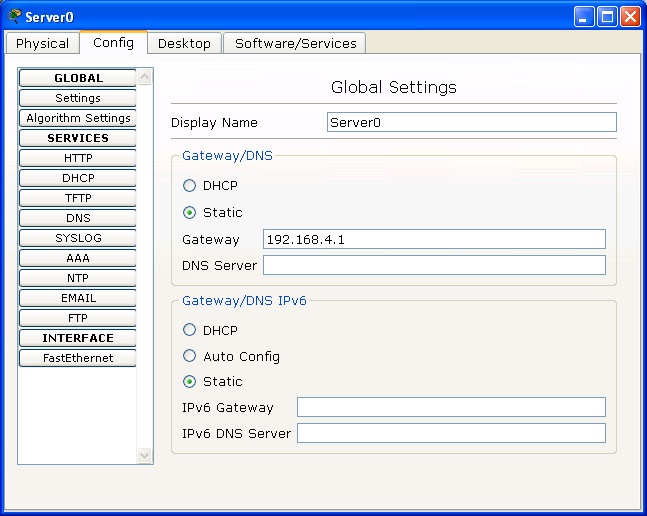 Server0
Physical Config Desktop Software/Services
GLOBAL
Settings
Algorithm Settings
SERVICES
HTTP
DHCP
TFTP
DNS
SYSLOG
AAA
NTP
EMAIL
FTP
INTERFACE
FastEthernet
Global Settings
Display Name Server0
Gateway/DNS
DHCP
Static
Gateway 192.168.4.1
DNS Server
Gateway/DNS IPv6
DHCP
Auto Config
Static
IPv6 Gateway
IPv6 DNS Server